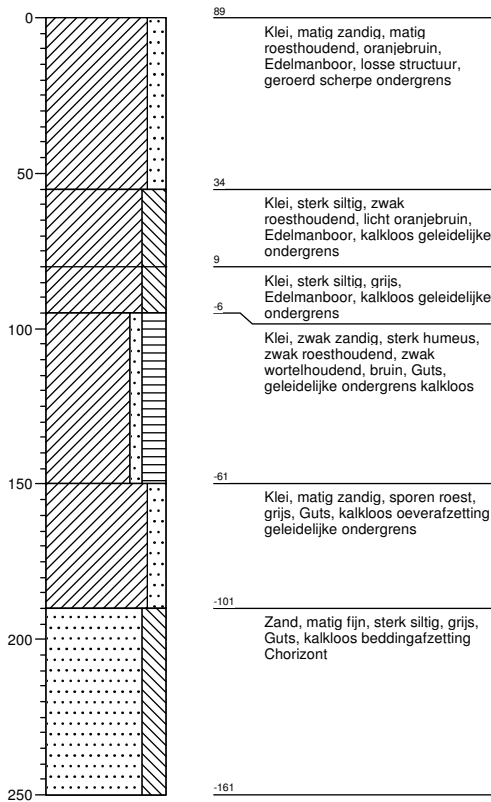 0
89
Klei, matig zandig, matig
roesthoudend, oranjebruin,
Edelmanboor, losse structuur,
geroerd scherpe ondergrens
50
34
Klei, sterk siltig, zwak
roesthoudend, licht oranjebruin,
Edelmanboor, kalkloos geleidelijke
ondergrens
9
Klei, sterk siltig, grijs,
Edelmanboor, kalkloos geleidelijke
ondergrens
-6
100
Klei, zwak zandig, sterk humeus,
zwak roesthoudend, zwak
wortelhoudend, bruin, Guts,
geleidelijke ondergrens kalkloos
150
-61
Klei, matig zandig, sporen roest,
grijs, Guts, kalkloos oeverafzetting
geleidelijke ondergrens
-101
200
Zand, matig fijn, sterk siltig, grijs,
Guts, kalkloos beddingafzetting
Chorizont
250
-161